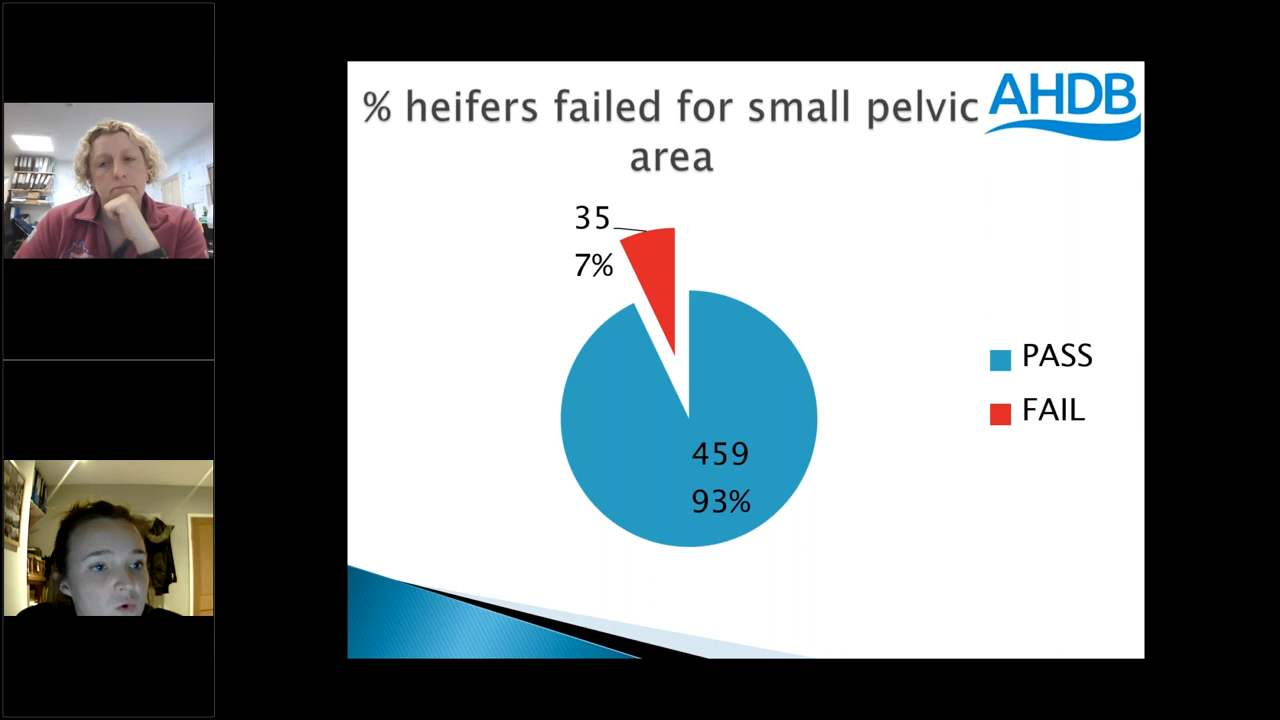 % heifers failed for small pelvic
area
AHDB
35
7%
459
93%
PASS
FAIL